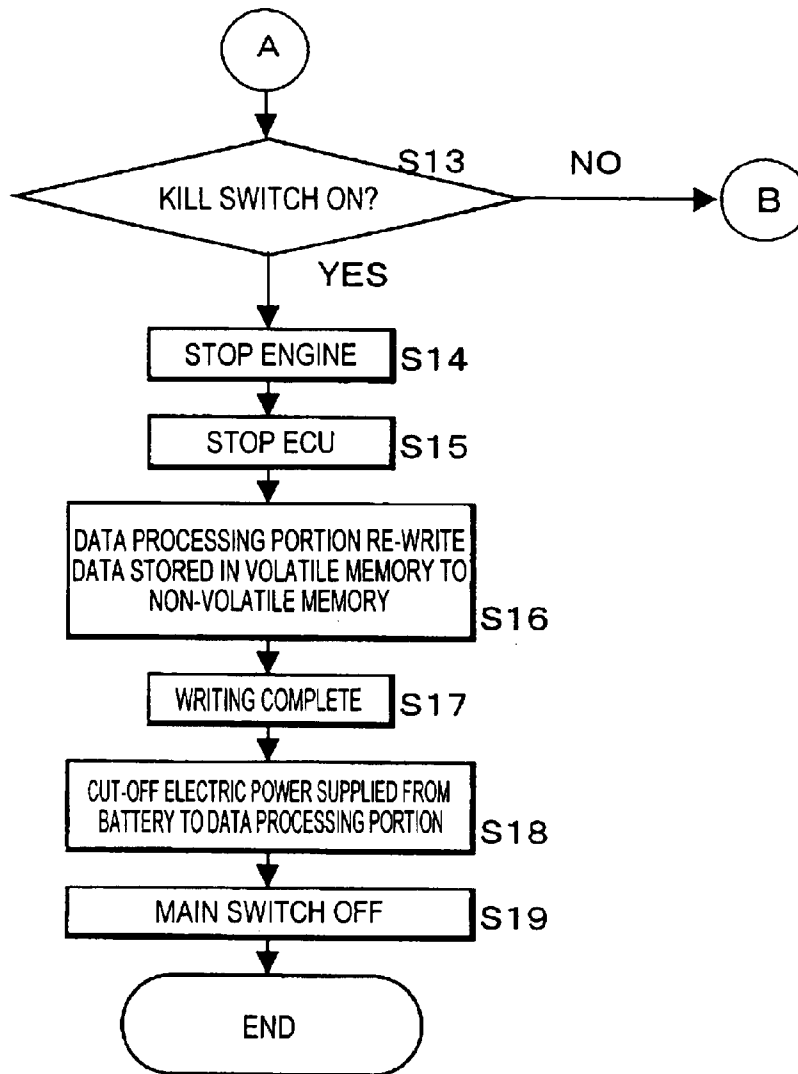 A
S13
NO
KILL SWITCH ON?
B
YES
STOP ENGINE
S14
STOP ECU
S15
DATA PROCESSING PORTION RE-WRITE
DATA STORED IN VOLATILE MEMORY TO
NON-VOLATILE MEMORY
S16
WRITING COMPLETE
S17
CUT-OFF ELECTRIC POWER SUPPLIED FROM
BATTERY TO DATA PROCESSING PORTION
S18
MAIN SWITCH OFF
S19
END